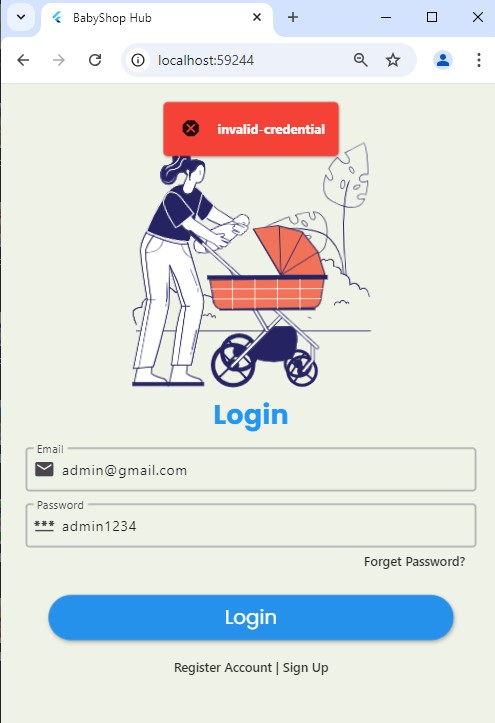 BabyShop Hub
localhost:59244
invalid-credential
Login
Email
admin@gmail.com
Password
*** admin1234
Forget Password?
Login
Register Account | Sign Up